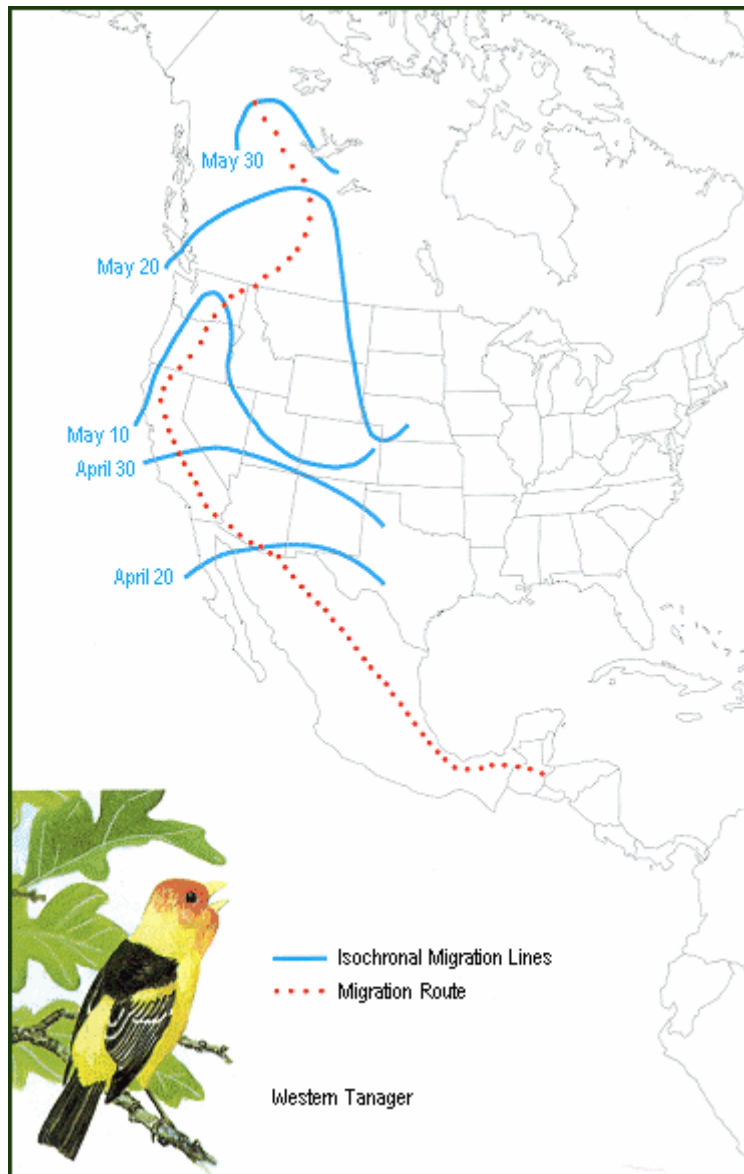 May 30
May 20
May 10
April 30
April 20
Isochronal Migration Lines
Migration Route
Western Tanager